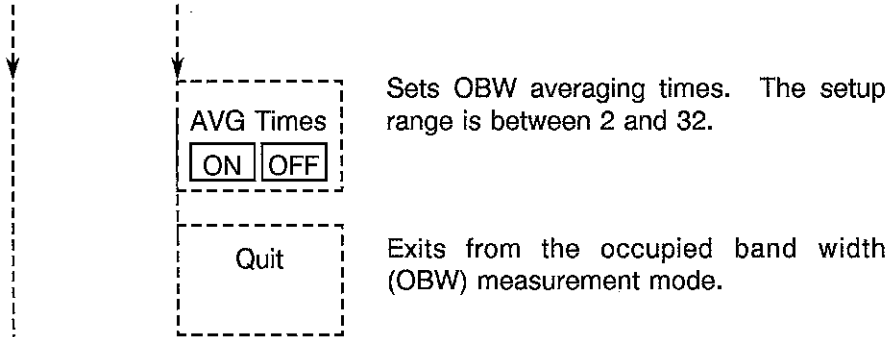 AVG Times
ON OFF
Sets OBW averaging times. The setup
range is between 2 and 32.
Quit
Exits from the occupied band width
(OBW) measurement mode.